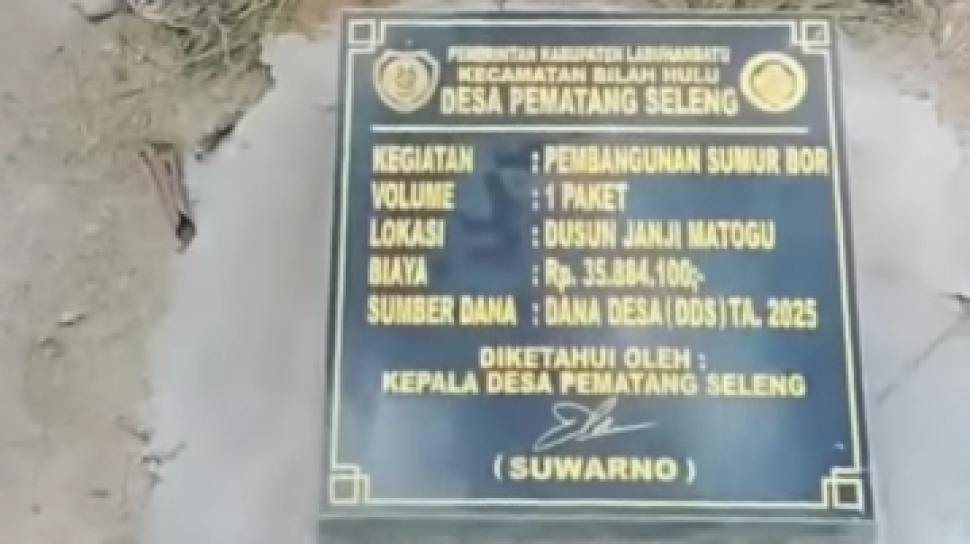 PEMERINTAH KABUPATEN LABUHANBATU
KECAMATAN BILAH HULU
DESA PEMATANG SELENG
KEGIATAN : PEMBANGUNAN SUMUR BOR
VOLUME : 1 PAKET
LOKASI : DUSUN JANJI MATOGU
BIAYA : Rp. 35.884.100;-
SUMBER DANA : DANA DESA (DDS) TA. 2025
DIKETAHUI OLEH :
KEPALA DESA PEMATANG SELENG
( SUWARNO )